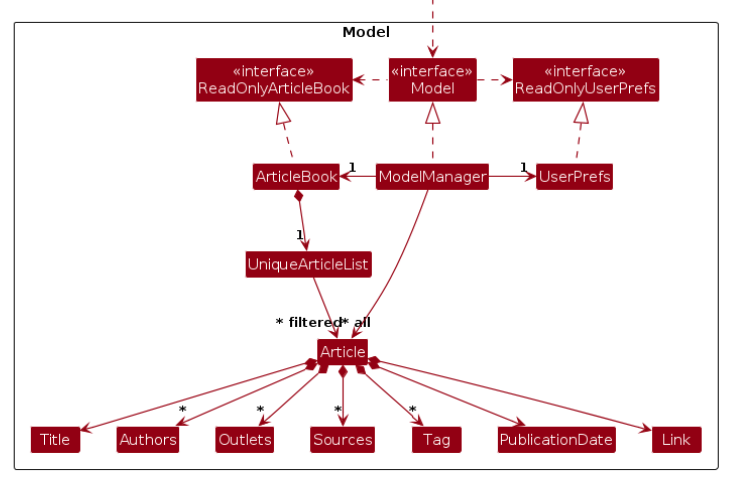 Model
«interface»
ReadOnlyArticleBook
«interface»
Model
«interface»
ReadOnlyUserPrefs
ArticleBook
1
ModelManager
1
UserPrefs
1
UniqueArticleList
* filtered
* all
Article
*
*
*
*
Title
Authors
Outlets
Sources
Tag
PublicationDate
Link